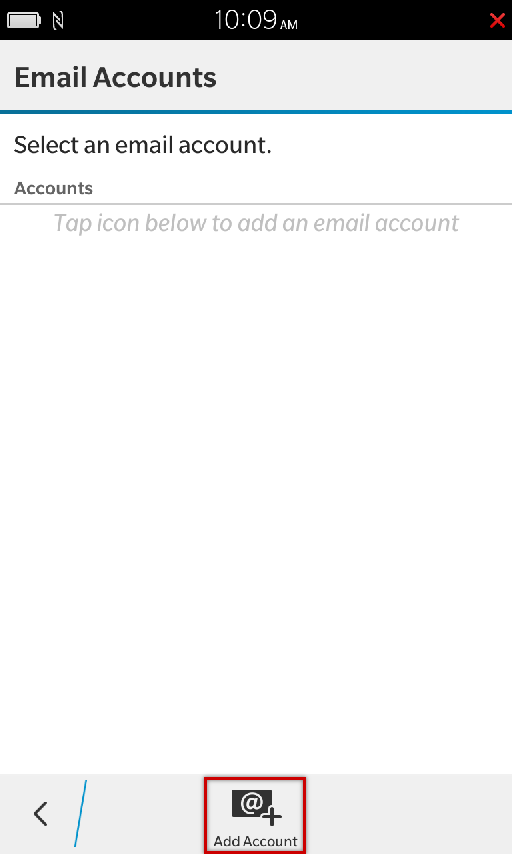 10:09 AM
Email Accounts
Select an email account.
Accounts
Tap icon below to add an email account
@
Add Account